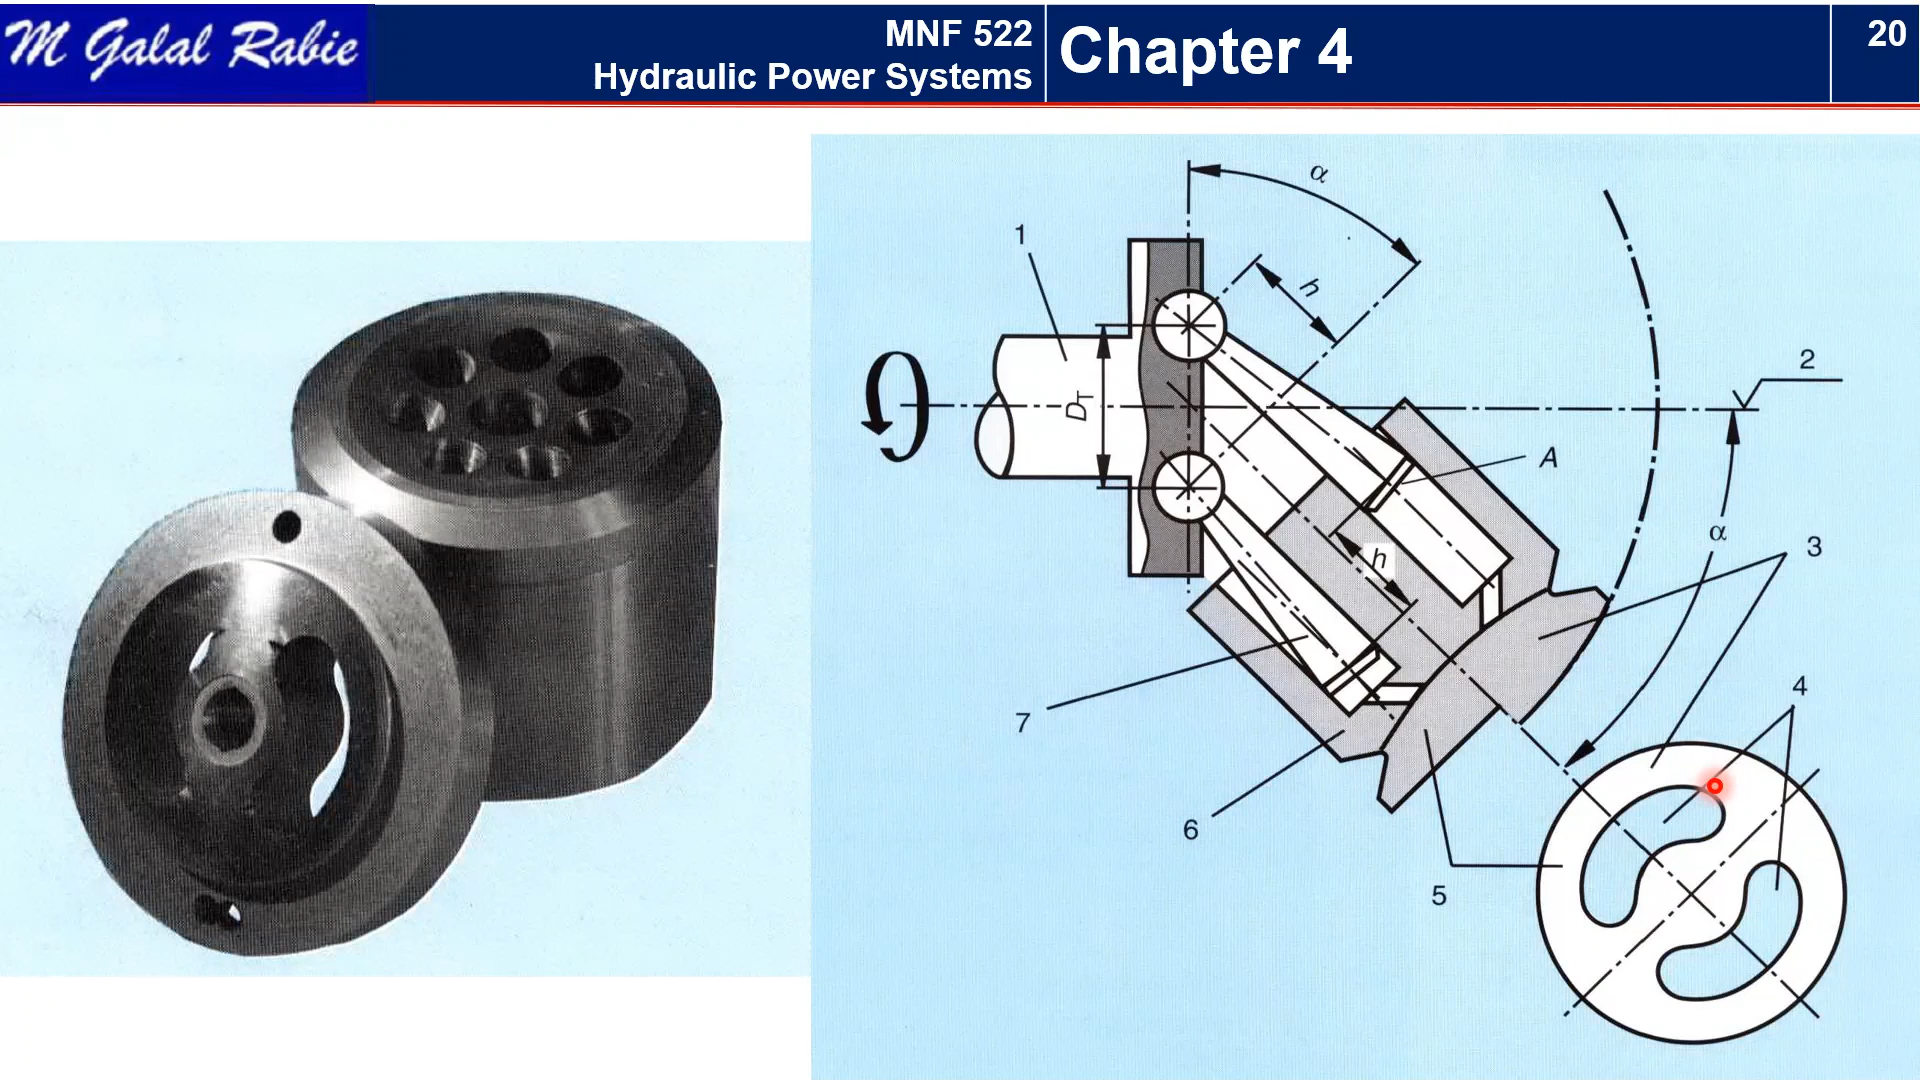 M Galal Rabie
MNF 522
Hydraulic Power Systems
Chapter 4
20
α
h
1
2
D_T
A
α
h
3
4
7
6
5